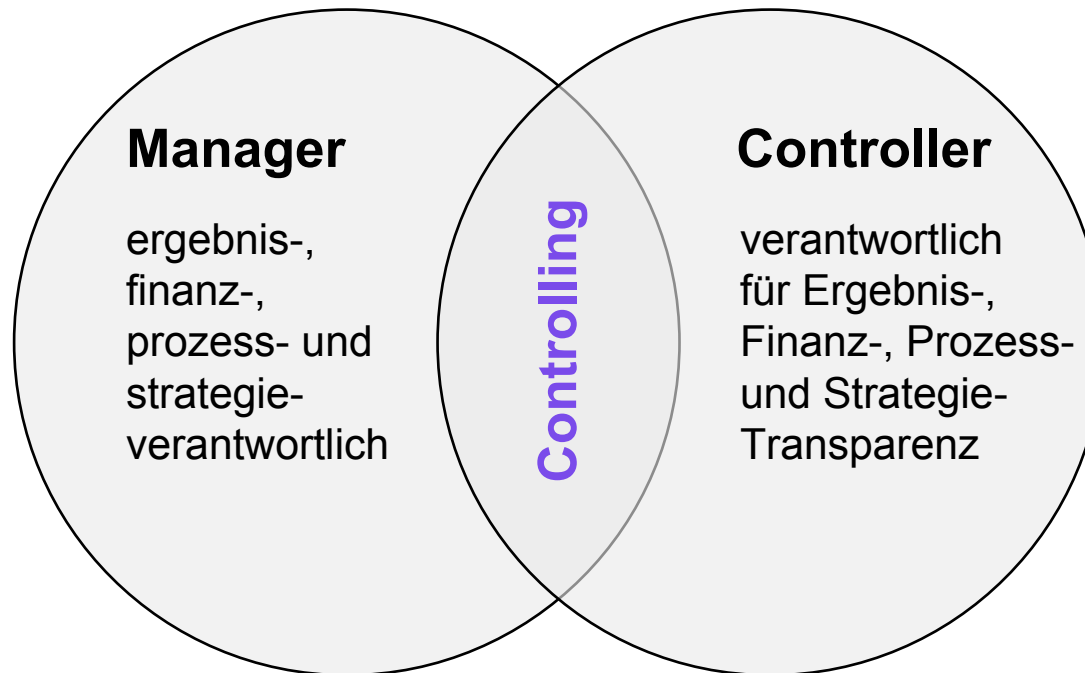 Manager
ergebnis-,
finanz-,
prozess- und
strategie-
verantwortlich
Controlling
Controller
verantwortlich
für Ergebnis-,
Finanz-, Prozess-
und Strategie-
Transparenz